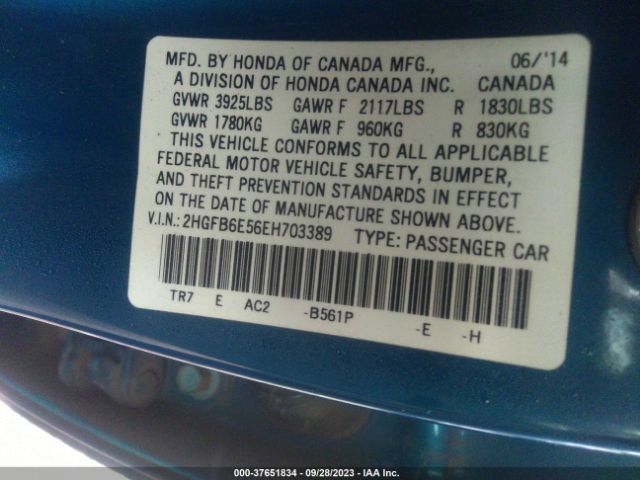 MFD. BY HONDA OF CANADA MFG., 06/'14
A DIVISION OF HONDA CANADA INC. CANADA
GVWR 3925LBS GAWR F 2117LBS R 1830LBS
GVWR 1780KG GAWR F 960KG R 830KG
THIS VEHICLE CONFORMS TO ALL APPLICABLE
FEDERAL MOTOR VEHICLE SAFETY, BUMPER,
AND THEFT PREVENTION STANDARDS IN EFFECT
ON THE DATE OF MANUFACTURE SHOWN ABOVE.
V.I.N.: 2HGFB6E56EH703389 TYPE: PASSENGER CAR
TR7 E AC2 -B561P -E -H
000-37651834 - 09/28/2023 - IAA Inc.